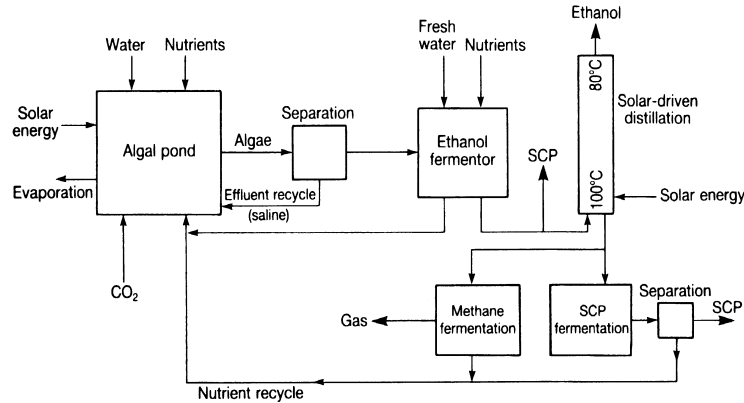 Ethanol
Water
Nutrients
Fresh
water
Nutrients
80°C
Solar-driven
distillation
Solar
energy
Algal pond
Algae
Separation
Ethanol
fermentor
SCP
Evaporation
Effluent recycle
(saline)
100°C
Solar energy
CO₂
Gas
Methane
fermentation
SCP
fermentation
Separation
SCP
Nutrient recycle